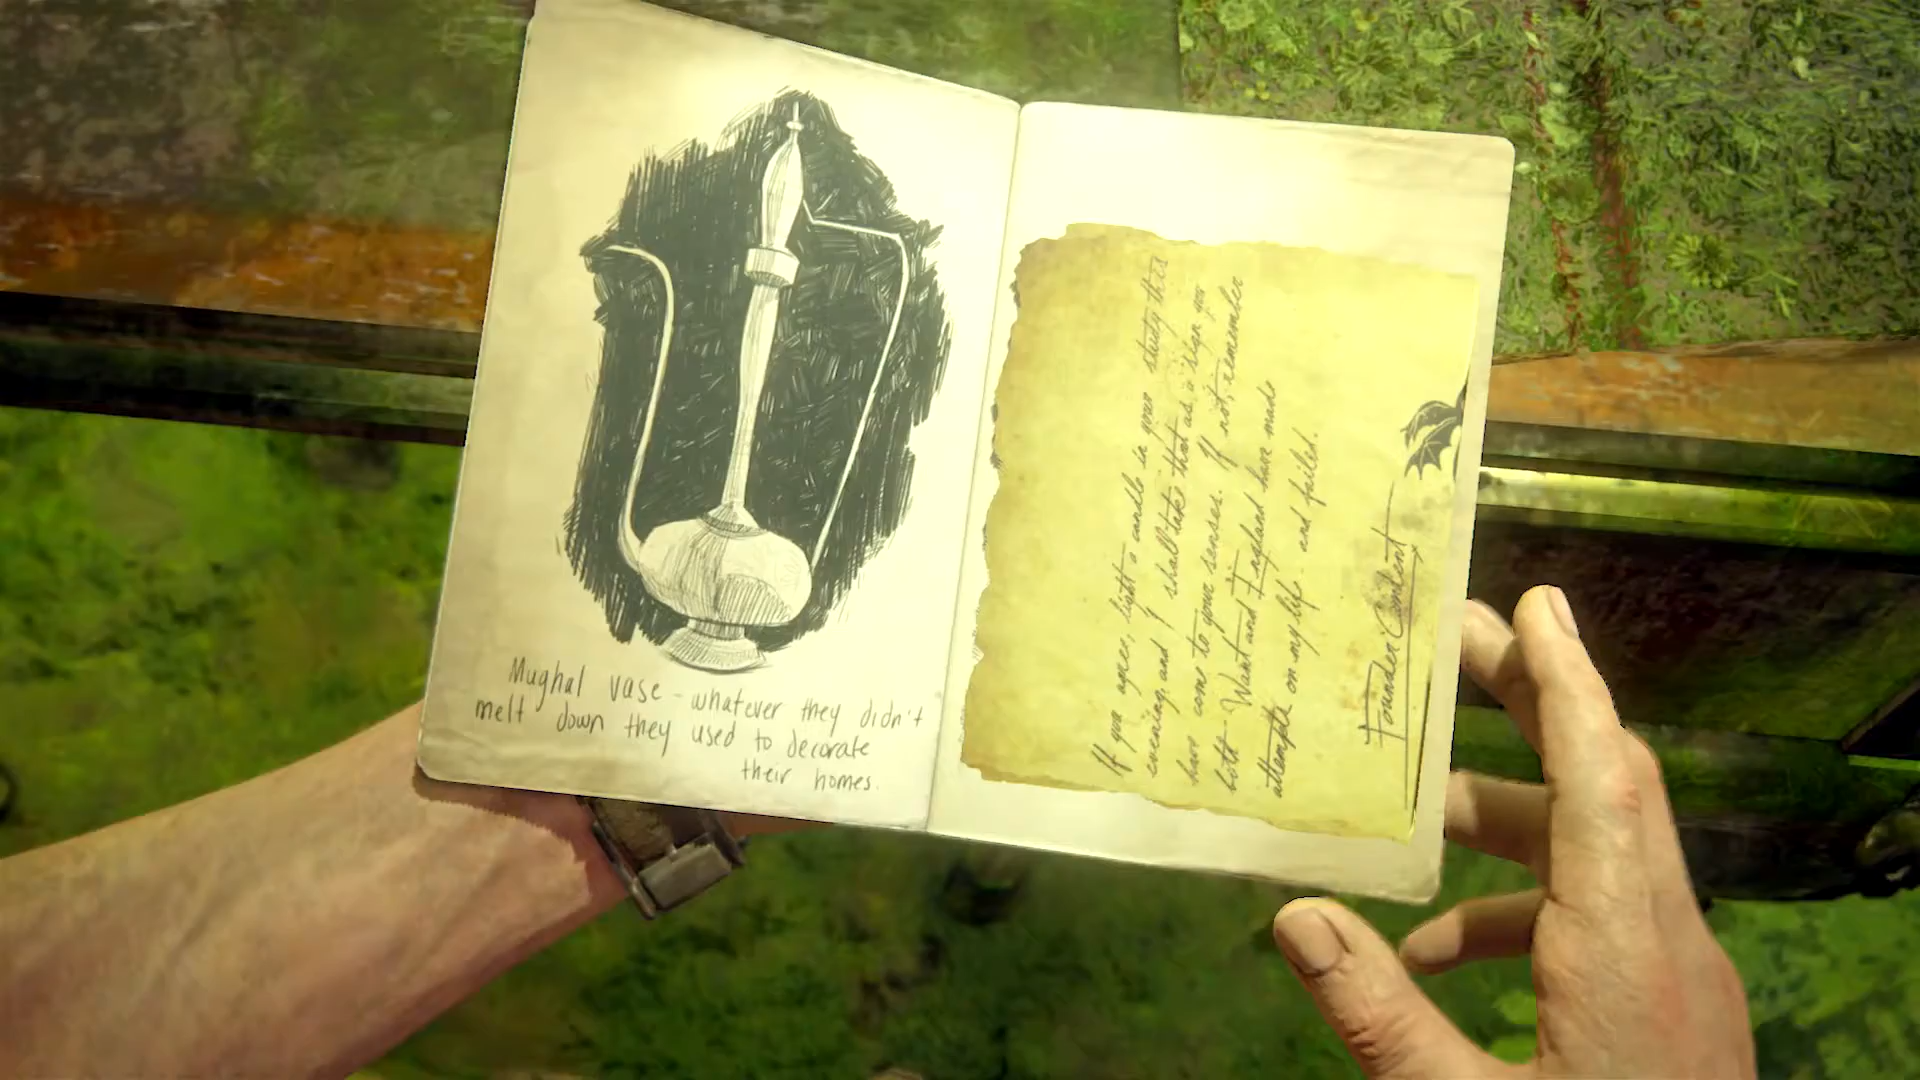 Mughal vase - whatever they didn't
melt down they used to decorate
their homes.
If you agree, light a candle in your study this
evening, and I shall take that as a sign you
have come to your senses. If not, remember
both Want and England have made
attempts on my life - and failed.
Founder Condent